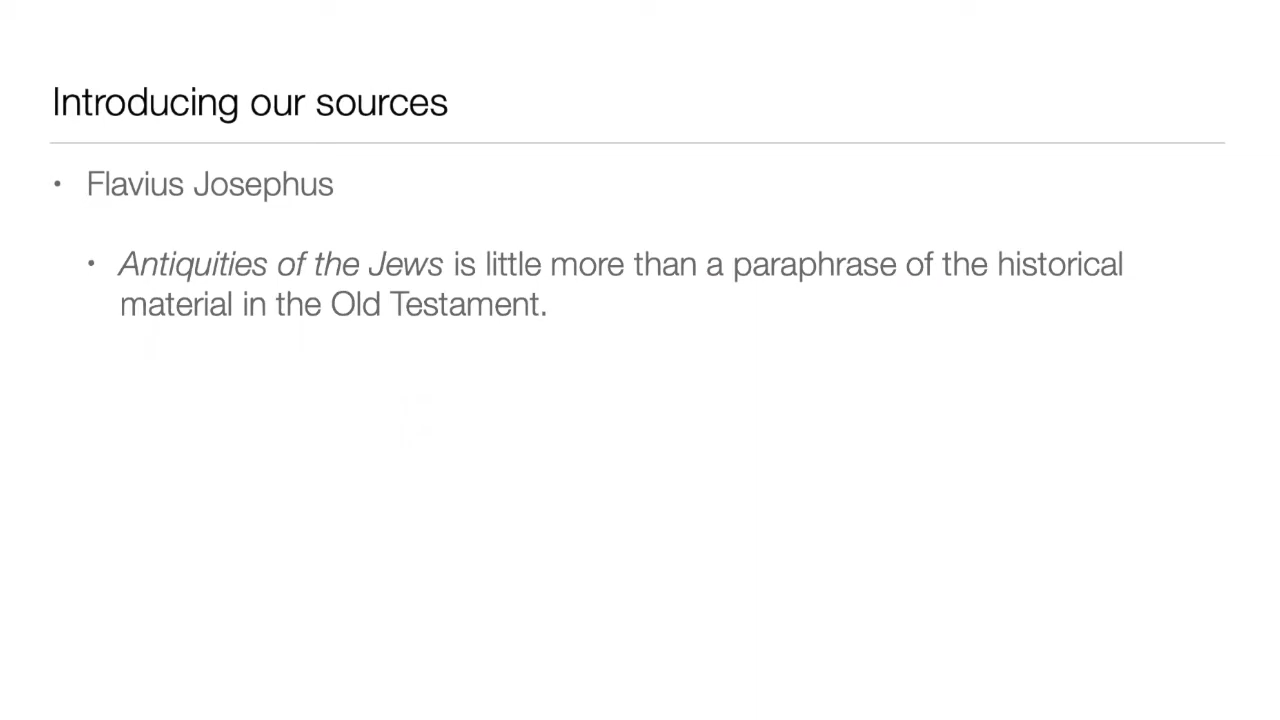 Introducing our sources
• Flavius Josephus
• Antiquities of the Jews is little more than a paraphrase of the historical
material in the Old Testament.